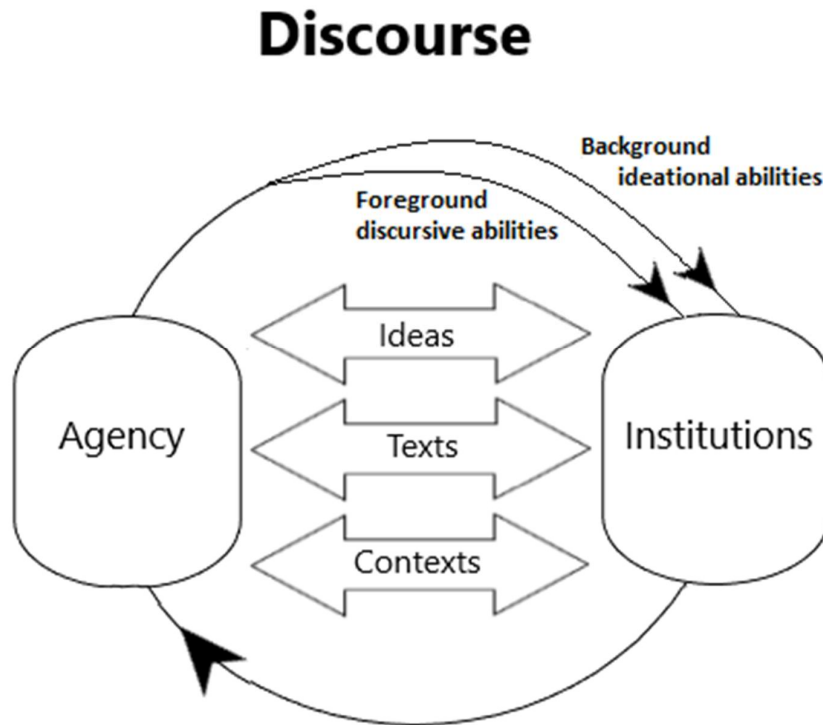 Discourse
Background
ideational abilities
Foreground
discursive abilities
Ideas
Agency
Texts
Institutions
Contexts